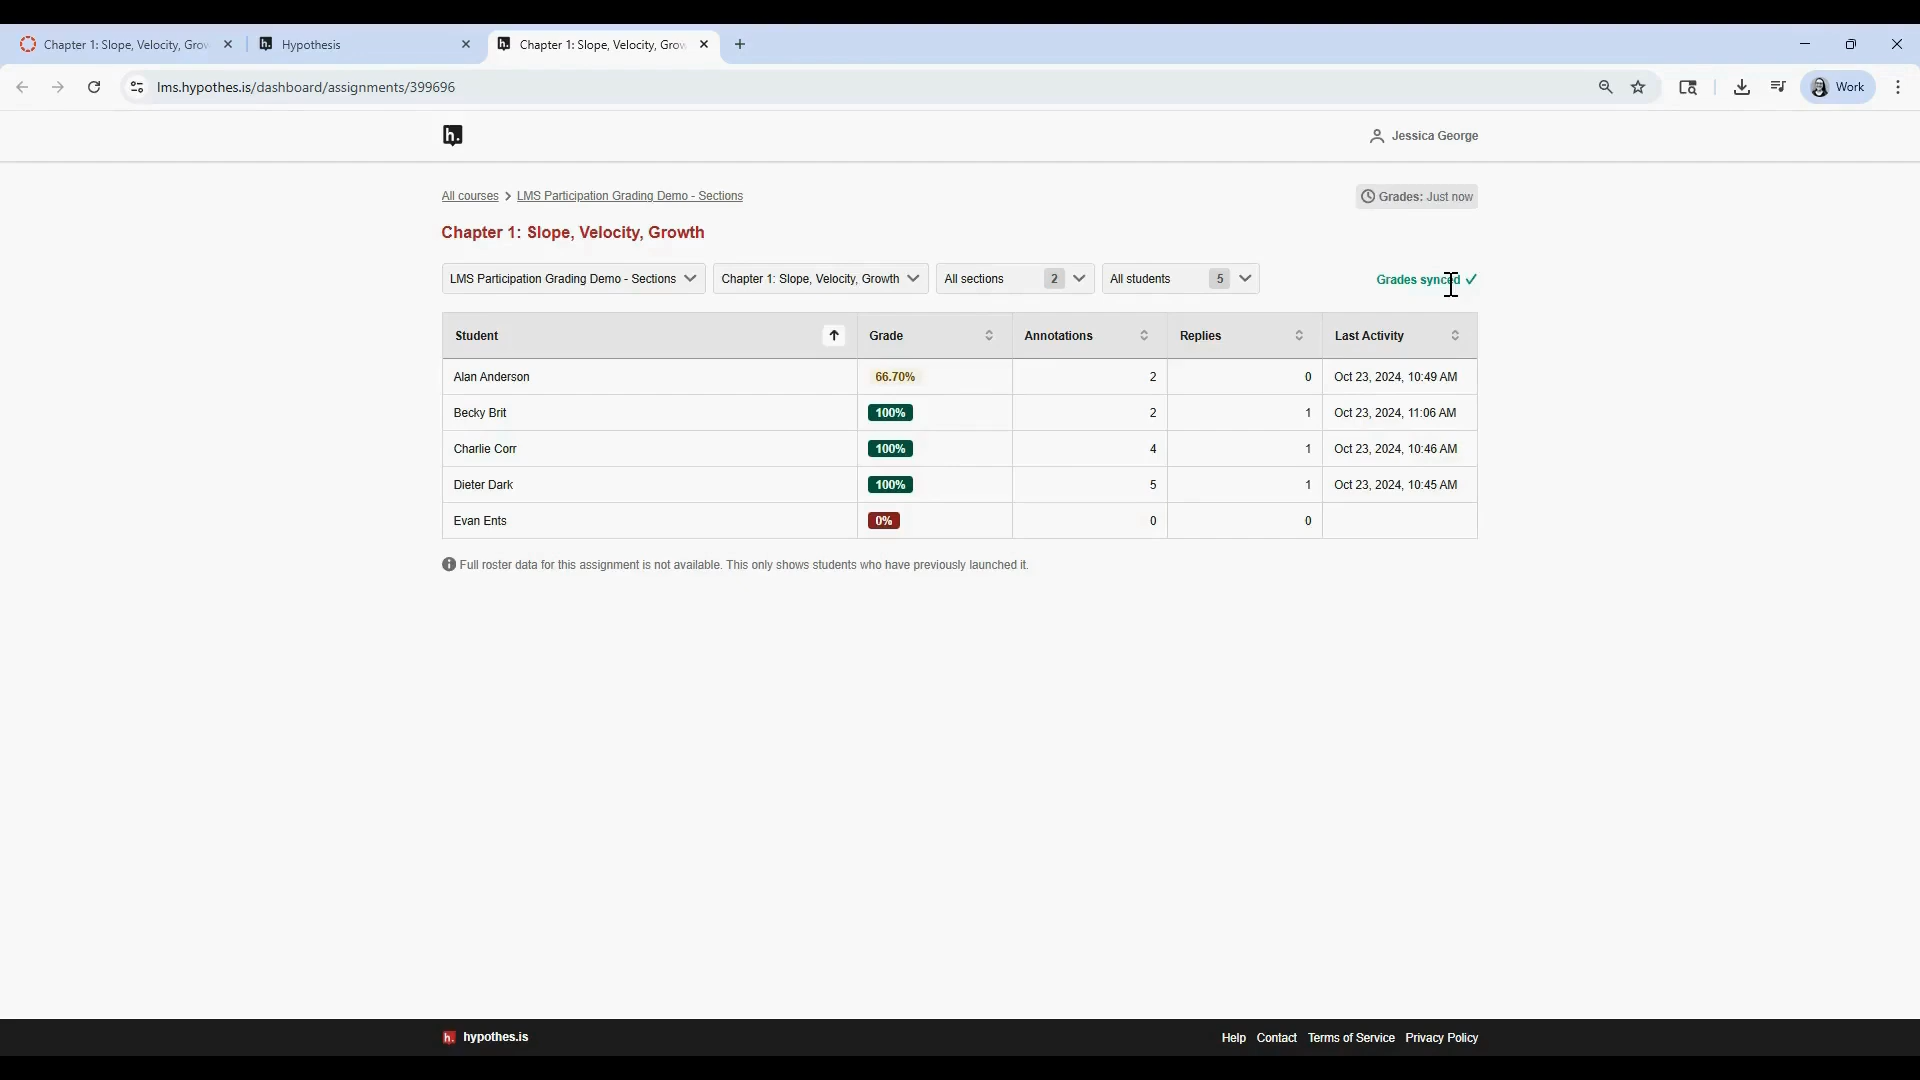 Chapter 1: Slope, Velocity, Grow
Hypothesis
Chapter 1: Slope, Velocity, Grow
lms.hypothes.is/dashboard/assignments/399696
Work
h.
Jessica George
All courses > LMS Participation Grading Demo - Sections
Grades: Just now
Chapter 1: Slope, Velocity, Growth
LMS Participation Grading Demo - Sections
Chapter 1: Slope, Velocity, Growth
All sections 2
All students 5
Grades synced ✓
Student Grade Annotations Replies Last Activity
Alan Anderson 66.70% 2 0 Oct 23, 2024, 10:49 AM
Becky Brit 100% 2 1 Oct 23, 2024, 11:06 AM
Charlie Corr 100% 4 1 Oct 23, 2024, 10:46 AM
Dieter Dark 100% 5 1 Oct 23, 2024, 10:45 AM
Evan Ents 0% 0 0
Full roster data for this assignment is not available. This only shows students who have previously launched it.
h. hypothes.is
Help Contact Terms of Service Privacy Policy